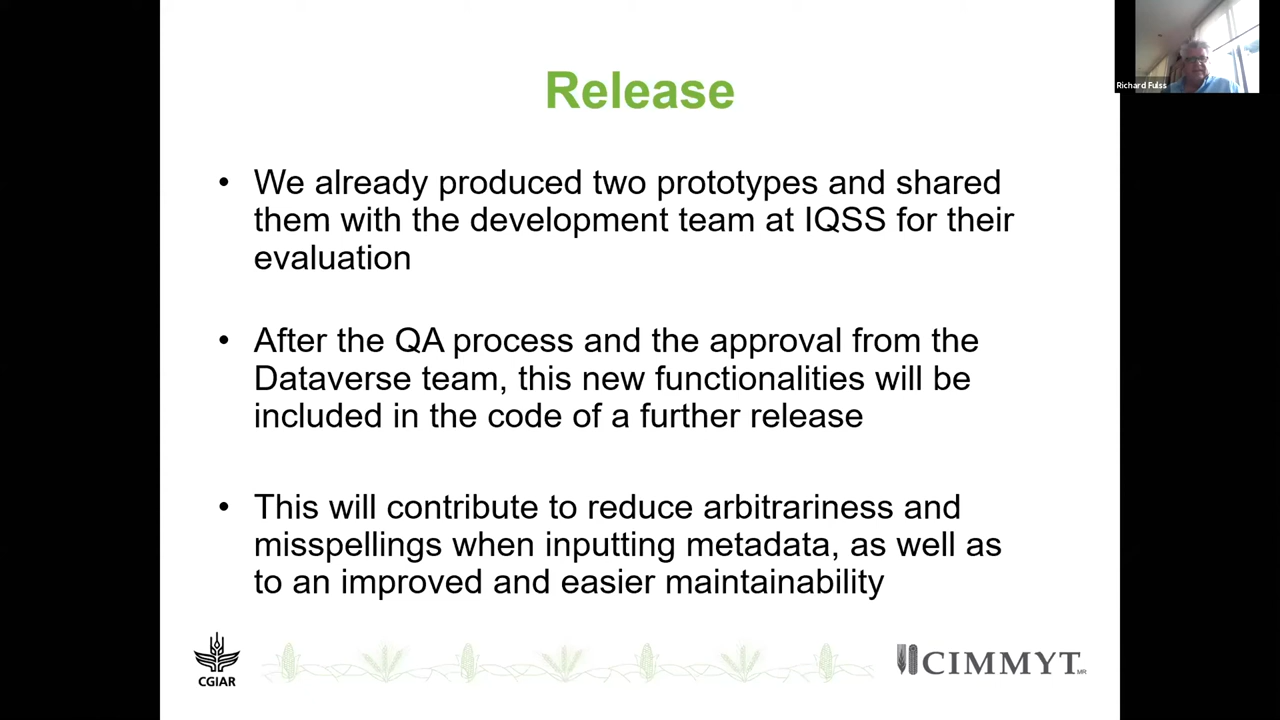 Release
Richard Fulss
• We already produced two prototypes and shared
them with the development team at IQSS for their
evaluation
• After the QA process and the approval from the
Dataverse team, this new functionalities will be
included in the code of a further release
• This will contribute to reduce arbitrariness and
misspellings when inputting metadata, as well as
to an improved and easier maintainability
CGIAR
CIMMYT MR